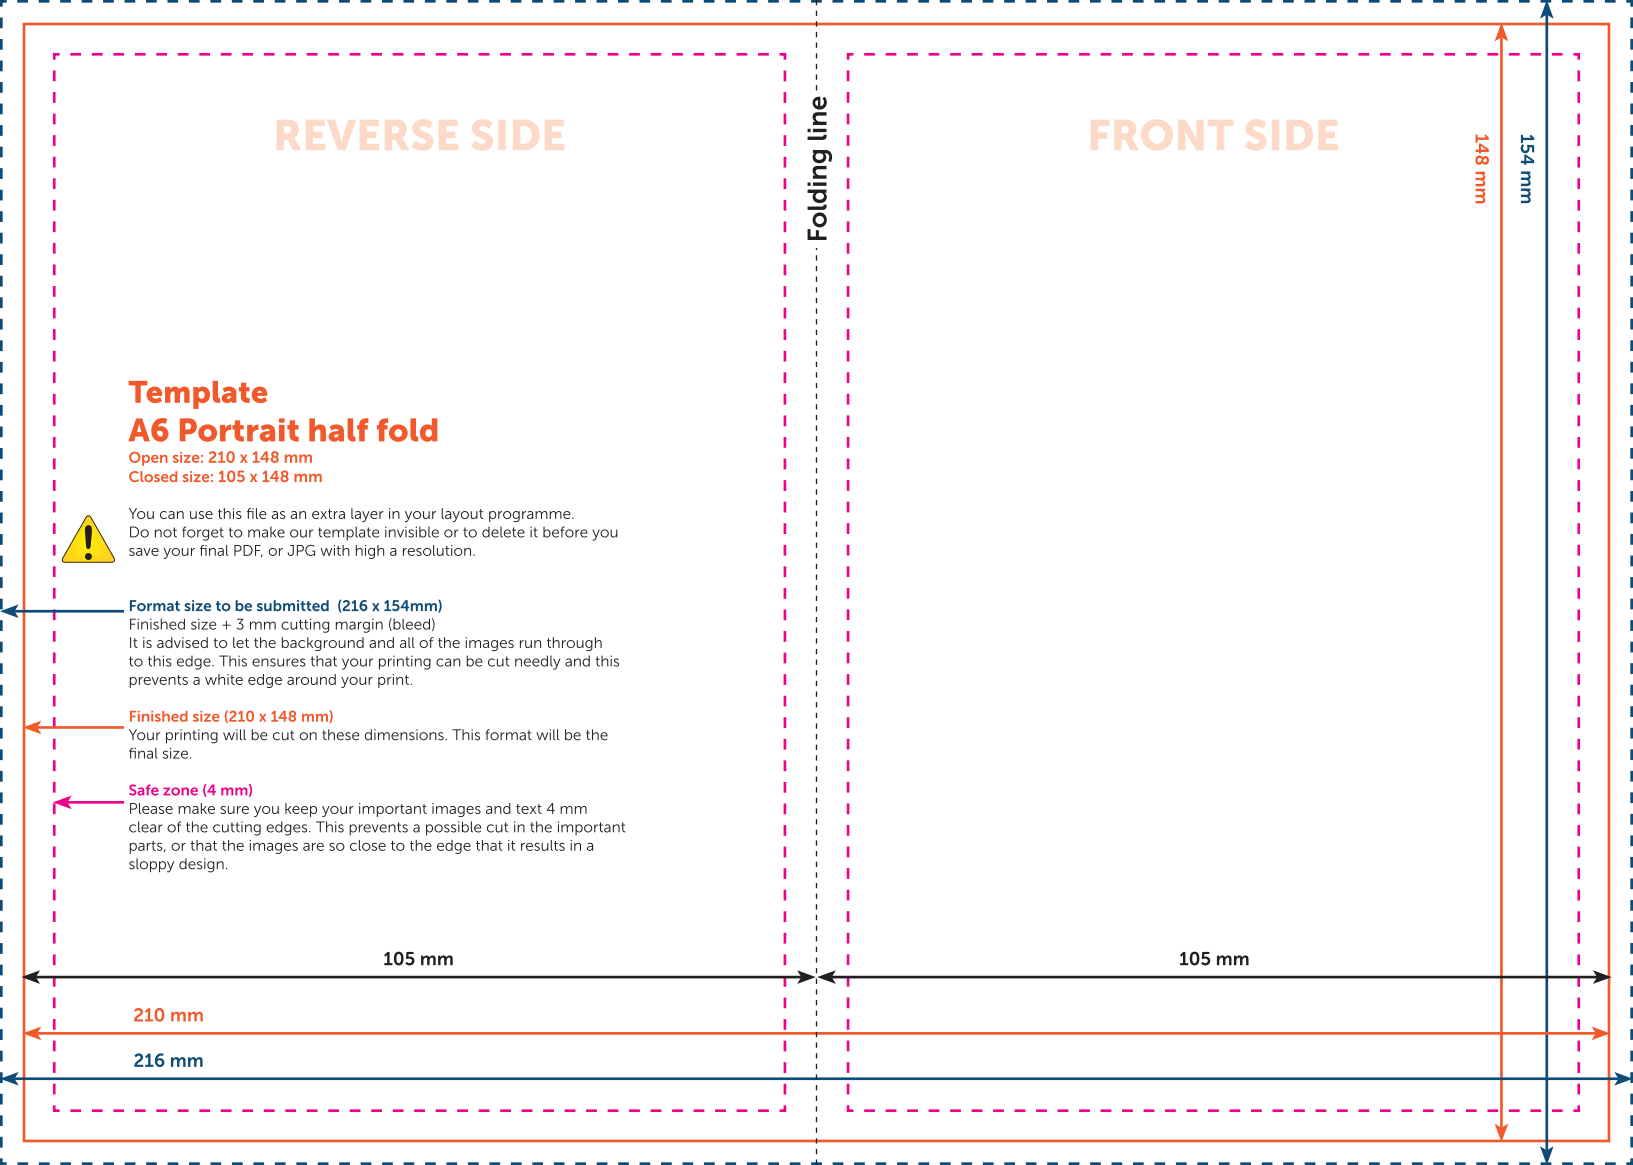 REVERSE SIDE
FRONT SIDE
Folding line
148 mm
154 mm
Template
A6 Portrait half fold
Open size: 210 x 148 mm
Closed size: 105 x 148 mm
You can use this file as an extra layer in your layout programme.
Do not forget to make our template invisible or to delete it before you
save your final PDF, or JPG with high a resolution.
Format size to be submitted  (216 x 154mm)
Finished size + 3 mm cutting margin (bleed)
It is advised to let the background and all of the images run through
to this edge. This ensures that your printing can be cut needly and this
prevents a white edge around your print.
Finished size (210 x 148 mm)
Your printing will be cut on these dimensions. This format will be the
final size.
Safe zone (4 mm)
Please make sure you keep your important images and text 4 mm
clear of the cutting edges. This prevents a possible cut in the important
parts, or that the images are so close to the edge that it results in a
sloppy design.
105 mm
105 mm
210 mm
216 mm